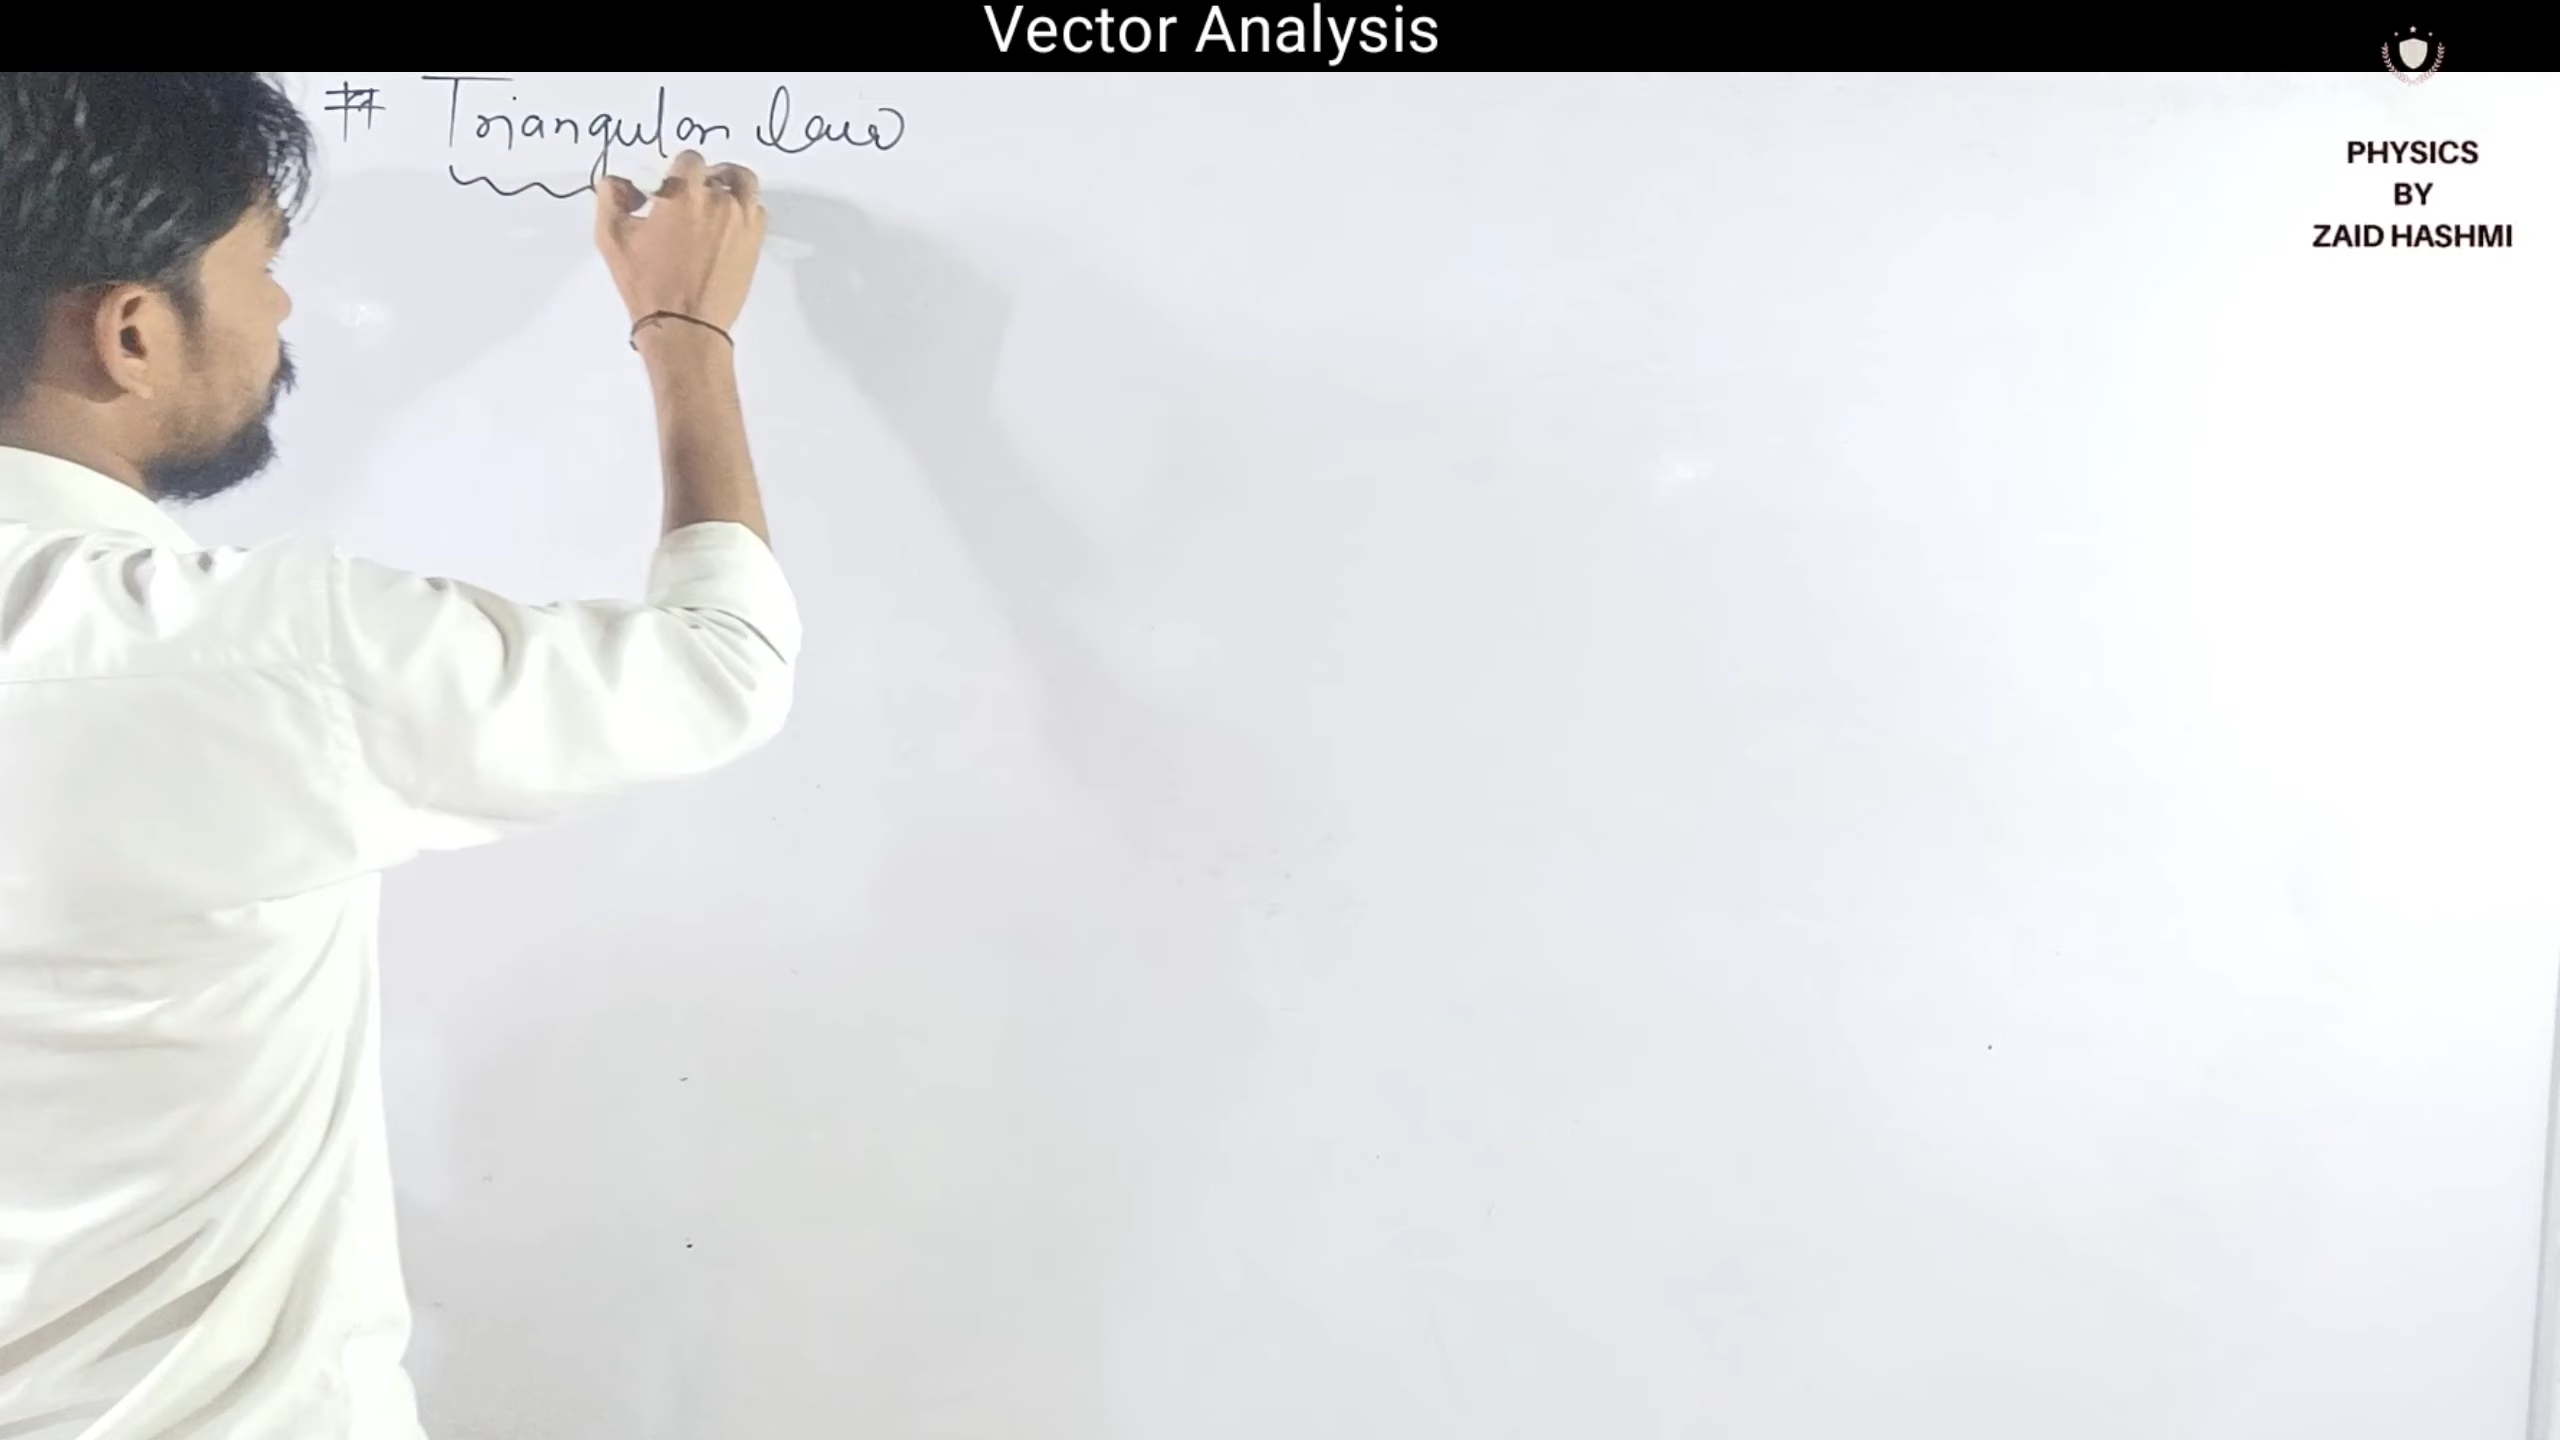 Vector Analysis
# Triangular law
PHYSICS
BY
ZAID HASHMI